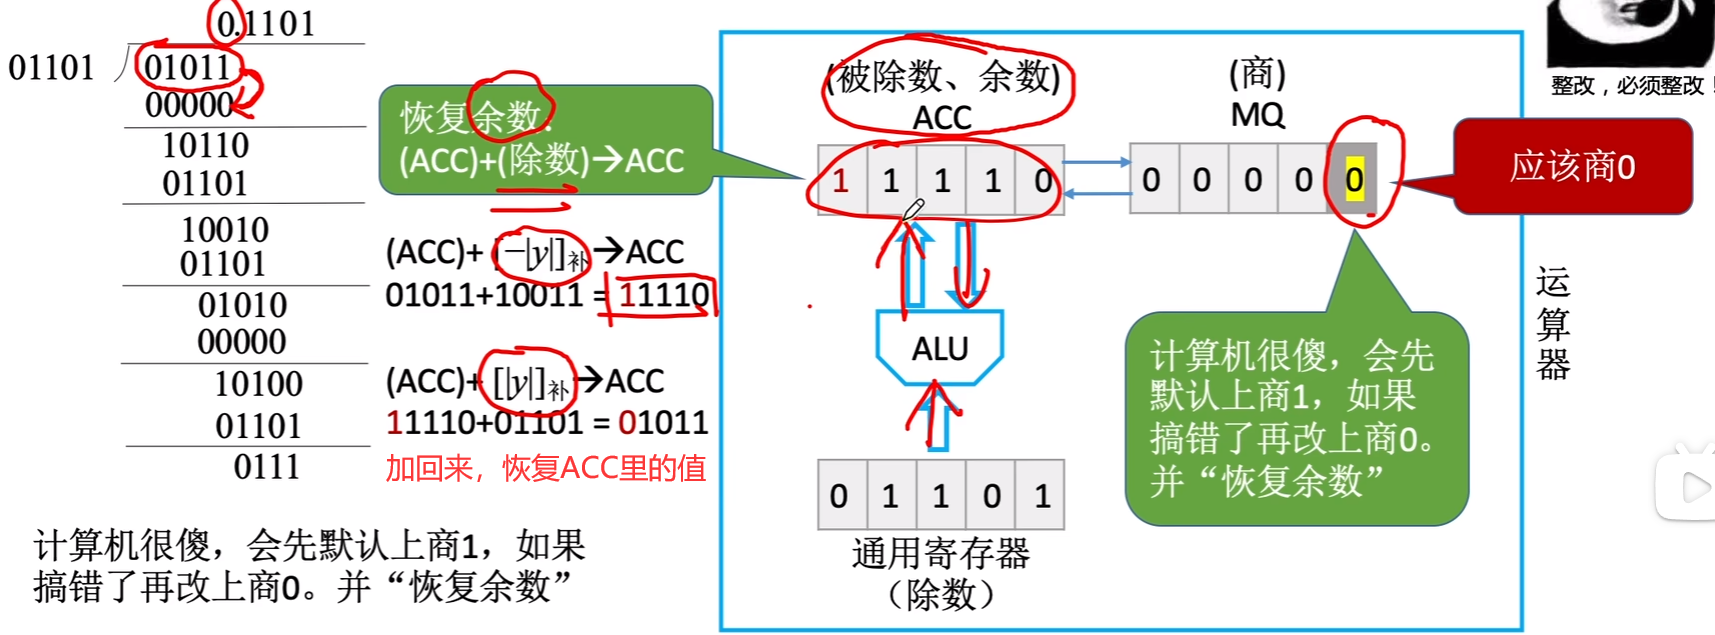 0.1101
01101
01011
00000
10110
01101
10010
01101
01010
00000
10100
01101
0111
恢复余数:
(ACC)+(除数)→ACC
(ACC)+ [−|y|]补→ACC
01011+10011 = 11110
(ACC)+ [|y|]补→ACC
11110+01101 = 01011
加回来，恢复ACC里的值
计算机很傻，会先默认上商1，如果
搞错了再改上商0。并“恢复余数”
(被除数、余数)
ACC
1 1 1 1 0
(商)
MQ
0 0 0 0 0
ALU
0 1 1 0 1
通用寄存器
（除数）
应该商0
计算机很傻，会先
默认上商1，如果
搞错了再改上商0。
并“恢复余数”
运算器
整改，必须整改！